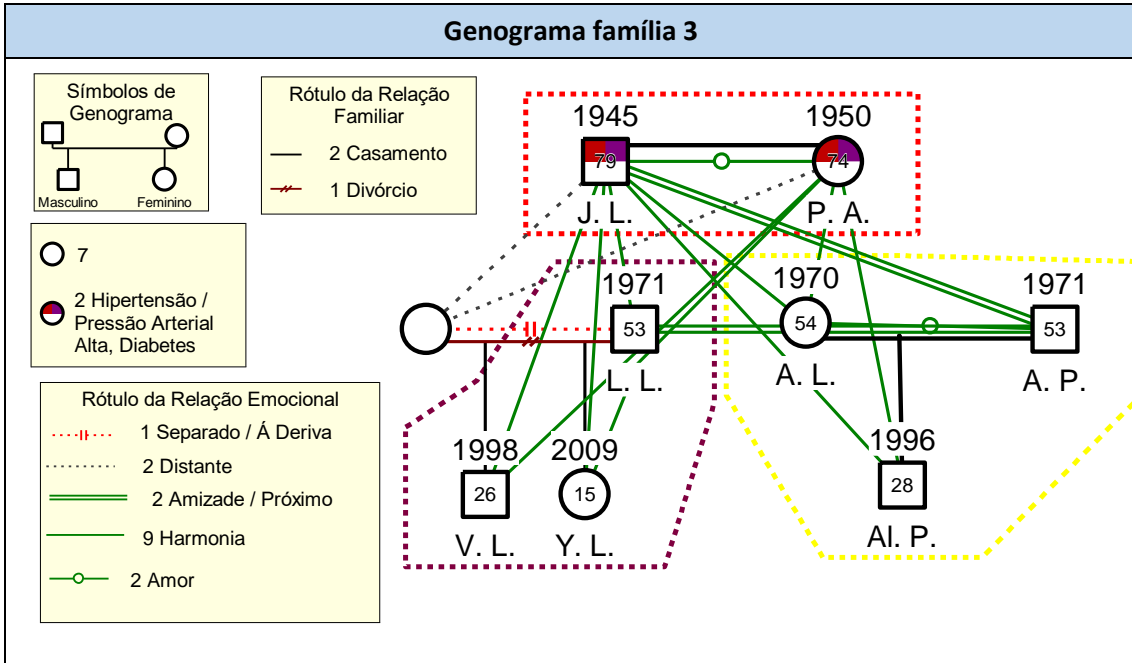 Genograma família 3
Símbolos de
Genograma
Masculino
Feminino
Rótulo da Relação
Familiar
2 Casamento
1 Divórcio
7
2 Hipertensão /
Pressão Arterial
Alta, Diabetes
Rótulo da Relação Emocional
1 Separado / Á Deriva
2 Distante
2 Amizade / Próximo
9 Harmonia
2 Amor
1945
1950
79
74
J. L.
P. A.
1971
1970
1971
53
54
53
L. L.
A. L.
A. P.
1998
2009
1996
26
15
28
V. L.
Y. L.
Al. P.